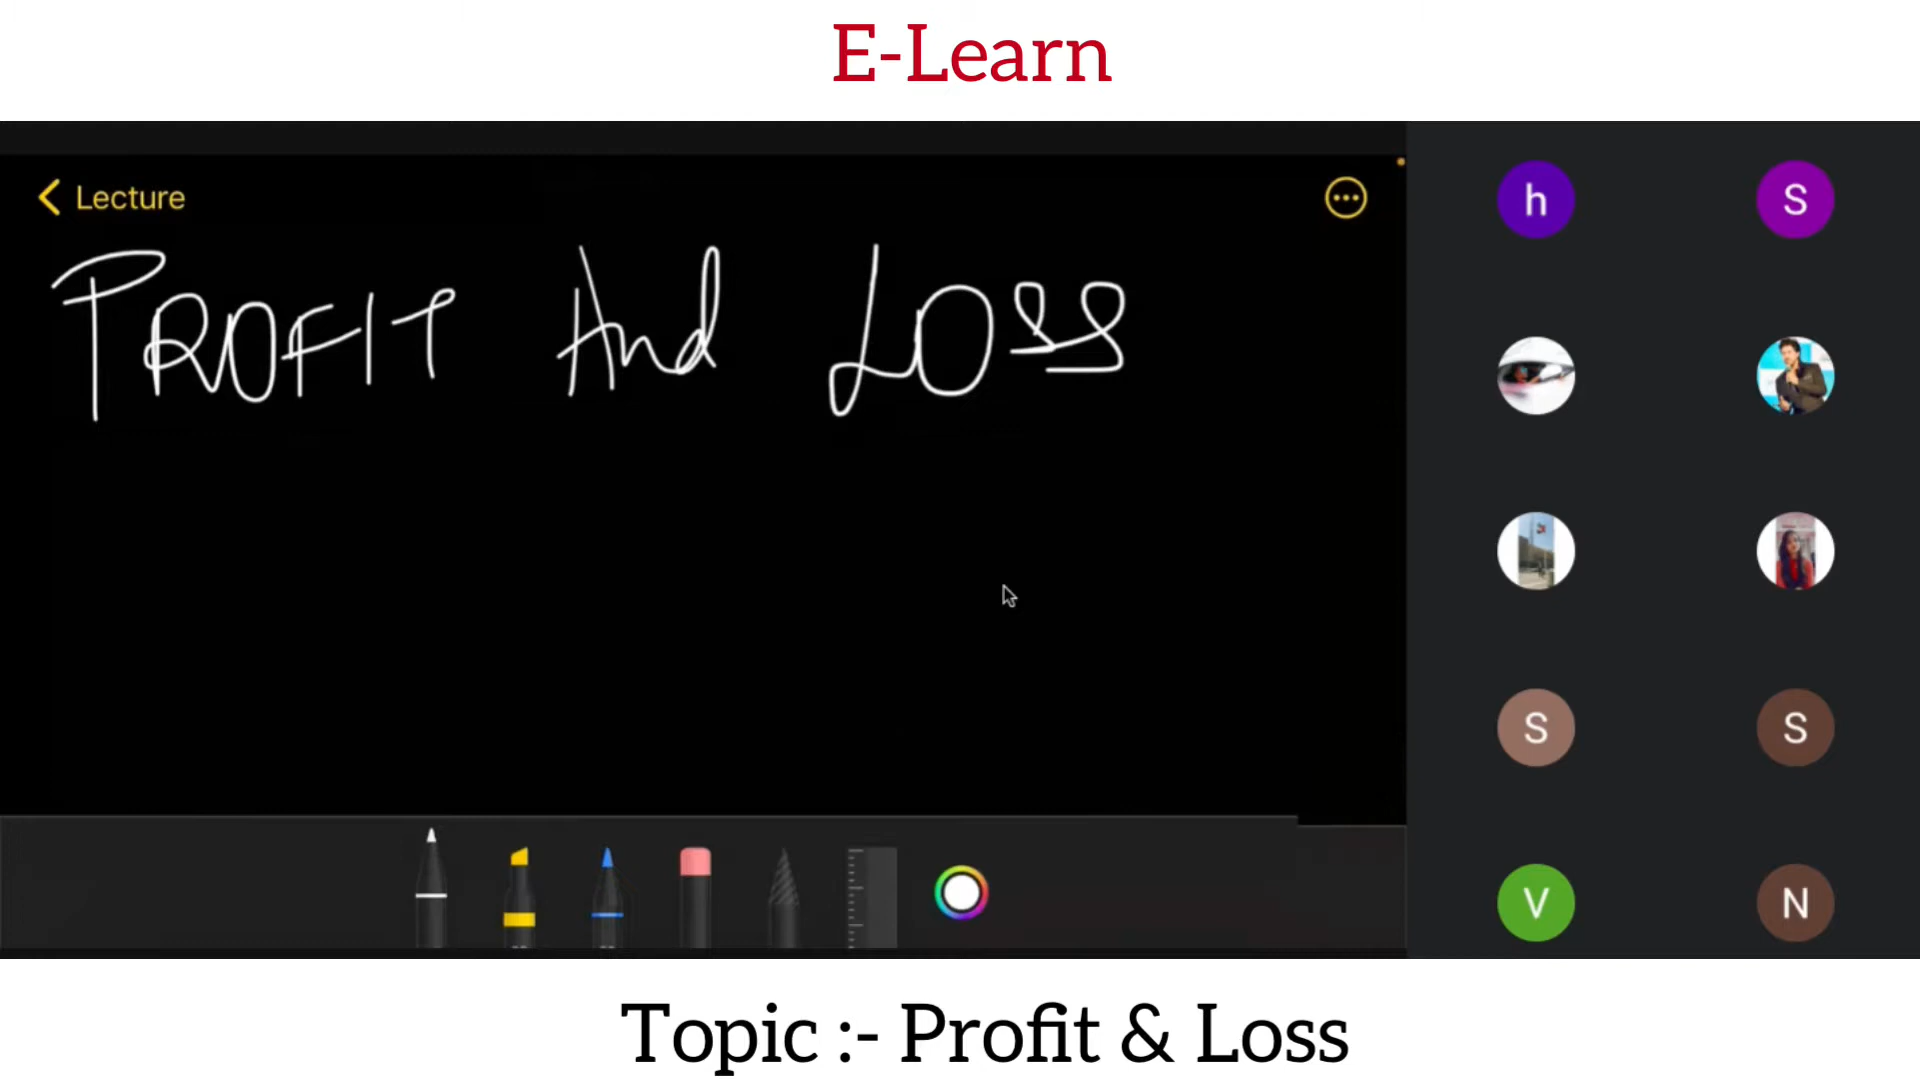 E-Learn
Lecture
PROFIT And LOSS
h
S
S
S
V
N
Topic :- Profit & Loss